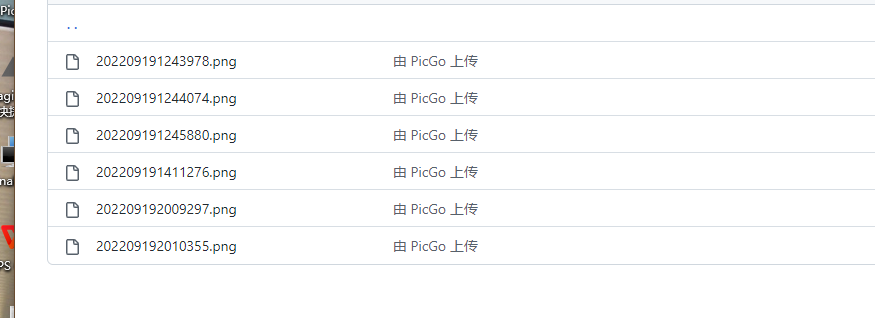 Pic
..
202209191243978.png 由 PicGo 上传
202209191244074.png 由 PicGo 上传
202209191245880.png 由 PicGo 上传
202209191411276.png 由 PicGo 上传
202209192009297.png 由 PicGo 上传
202209192010355.png 由 PicGo 上传
agi
na
PS